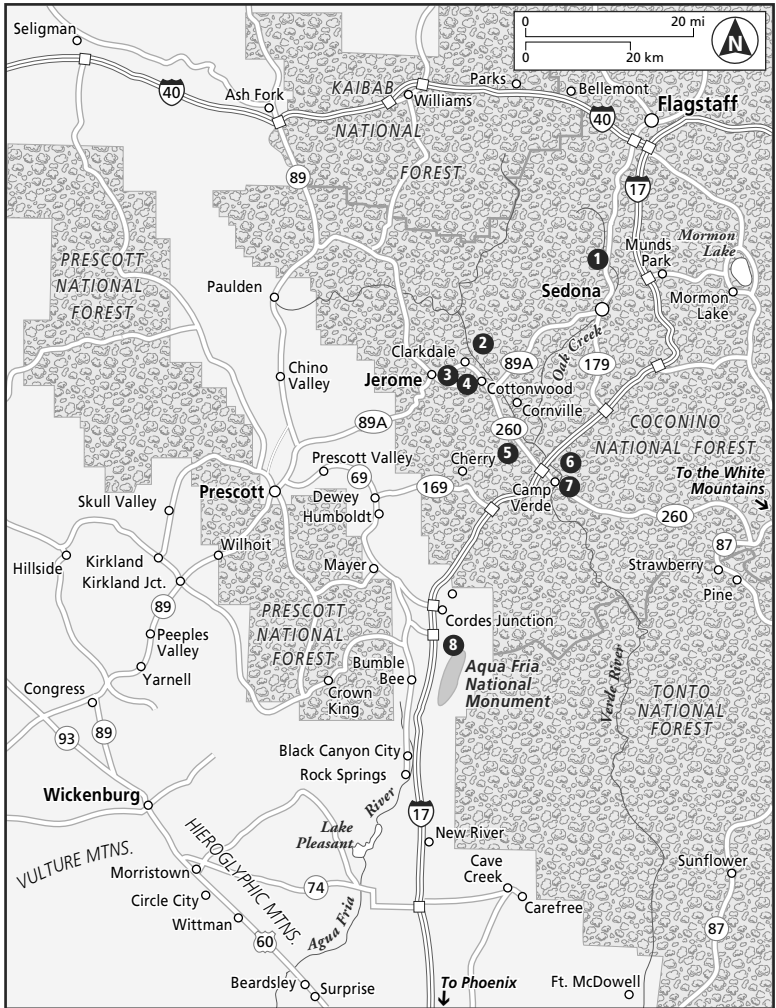 0 20 mi
0 20 km
N
Seligman
40
Ash Fork
KAIBAB
NATIONAL
FOREST
Williams
Parks
Bellemont
40
Flagstaff
89
17
Munds
Park
Mormon
Lake
Mormon
Lake
1
Sedona
PRESCOTT
NATIONAL
FOREST
Paulden
Oak Creek
2
Clarkdale
89A
179
Chino
Valley
Jerome
3
4
Cottonwood
Cornville
89A
260
COCONINO
NATIONAL FOREST
5
6
7
Prescott Valley
Cherry
Camp
Verde
To the White
Mountains
69
169
Prescott
Dewey
Humboldt
Skull Valley
260
87
Hillside
Kirkland
Kirkland Jct.
Wilhoit
Mayer
Strawberry
Pine
89
PRESCOTT
NATIONAL
FOREST
Cordes Junction
Peeples
Valley
8
Yarnell
Bumble
Bee
Aqua Fria
National
Monument
Crown
King
Congress
Verde River
TONTO
NATIONAL
FOREST
93
89
Black Canyon City
Rock Springs
Wickenburg
River
17
Lake
Pleasant
New River
VULTURE MTNS.
HIEROGLYPHIC MTNS.
Morristown
Cave
Creek
Sunflower
74
Circle City
Carefree
Wittman
Agua Fria
60
87
Beardsley
Surprise
To Phoenix
Ft. McDowell